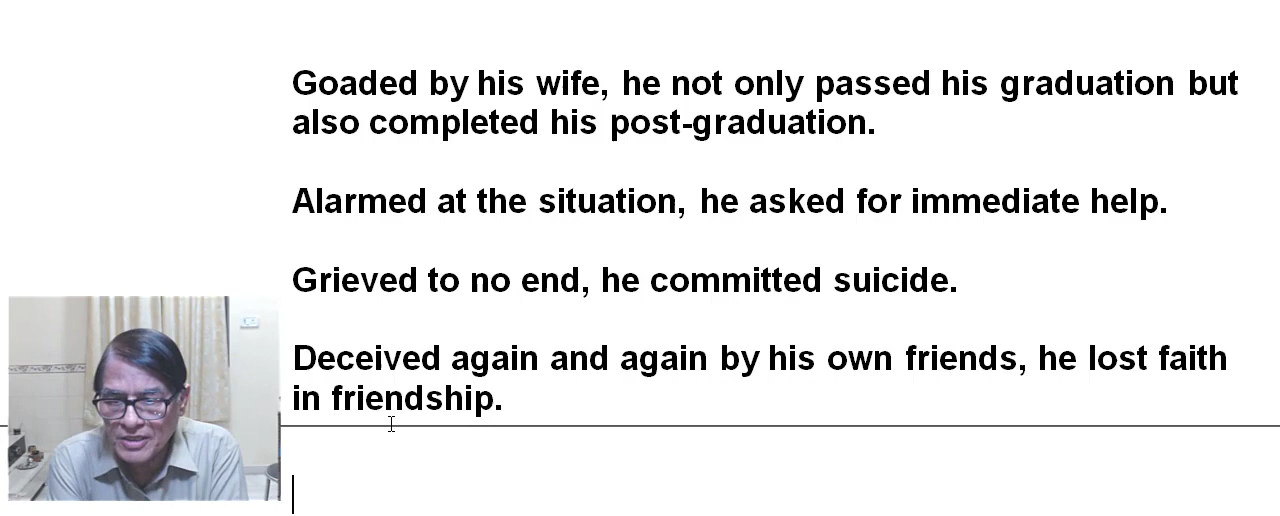 Goaded by his wife, he not only passed his graduation but
also completed his post-graduation.
Alarmed at the situation, he asked for immediate help.
Grieved to no end, he committed suicide.
Deceived again and again by his own friends, he lost faith
in friendship.